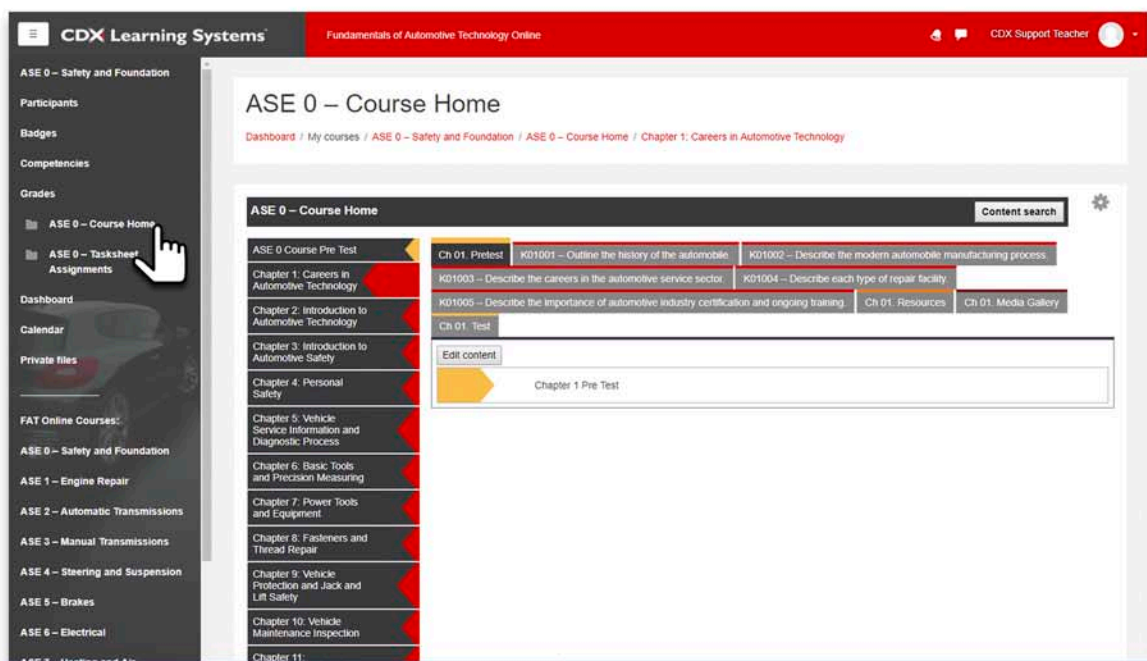 CDX Learning Systems
Fundamentals of Automotive Technology Online
CDX Support Teacher
ASE 0 – Safety and Foundation
Participants
Badges
Competencies
Grades
ASE 0 – Course Home
ASE 0 – Tasksheet
Assignments
Dashboard
Calendar
Private files
FAT Online Courses:
ASE 0 – Safety and Foundation
ASE 1 – Engine Repair
ASE 2 – Automatic Transmissions
ASE 3 – Manual Transmissions
ASE 4 – Steering and Suspension
ASE 5 – Brakes
ASE 6 – Electrical
ASE 0 – Course Home
Dashboard / My courses / ASE 0 – Safety and Foundation / ASE 0 – Course Home / Chapter 1: Careers in Automotive Technology
ASE 0 – Course Home
Content search
ASE 0 Course Pre Test
Chapter 1: Careers in
Automotive Technology
Chapter 2: Introduction to
Automotive Technology
Chapter 3: Introduction to
Automotive Safety
Chapter 4: Personal
Safety
Chapter 5: Vehicle
Service Information and
Diagnostic Process
Chapter 6: Basic Tools
and Precision Measuring
Chapter 7: Power Tools
and Equipment
Chapter 8: Fasteners and
Thread Repair
Chapter 9: Vehicle
Protection and Jack and
Lift Safety
Chapter 10: Vehicle
Maintenance Inspection
Chapter 11:
Ch 01. Pretest
K01001 – Outline the history of the automobile.
K01002 – Describe the modern automobile manufacturing process.
K01003 – Describe the careers in the automotive service sector.
K01004 – Describe each type of repair facility.
K01005 – Describe the importance of automotive industry certification and ongoing training.
Ch 01. Resources
Ch 01. Media Gallery
Ch 01. Test
Edit content
Chapter 1 Pre Test